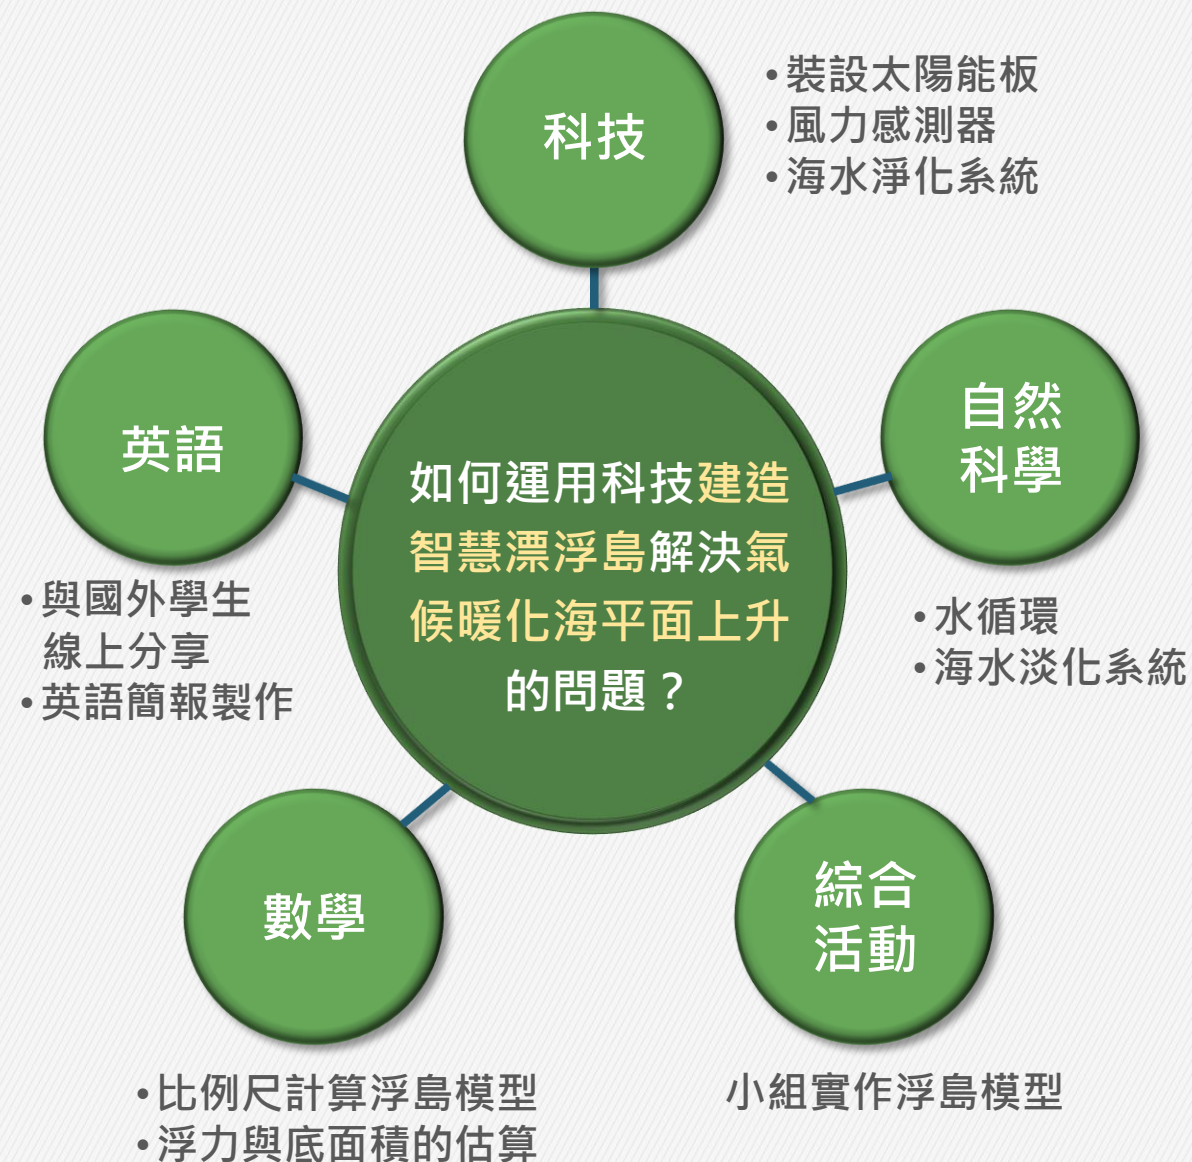 科技
•裝設太陽能板
•風力感測器
•海水淨化系統
英語
•與國外學生
線上分享
•英語簡報製作
如何運用科技建造
智慧漂浮島解決氣
候暖化海平面上升
的問題？
自然
科學
•水循環
•海水淡化系統
數學
•比例尺計算浮島模型
•浮力與底面積的估算
綜合
活動
小組實作浮島模型